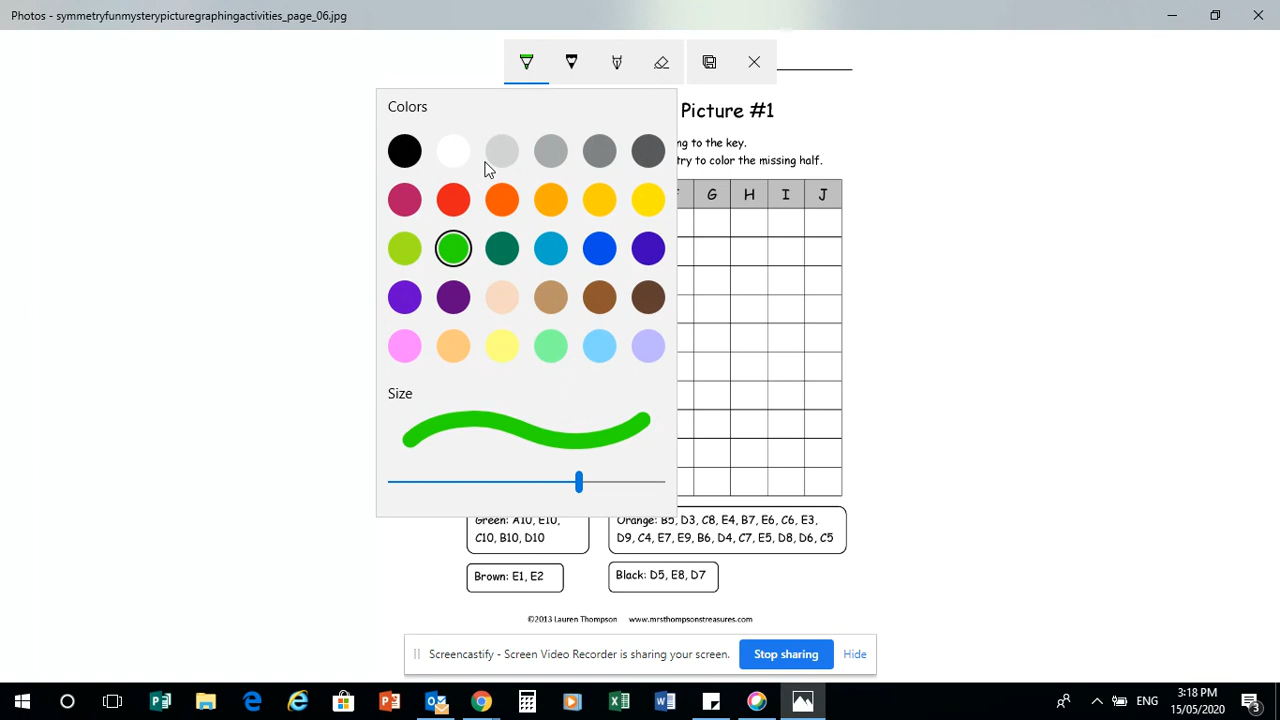 Photos - symmetryfunmysterypicturegraphingactivities_page_06.jpg
Picture #1
Colors
ng to the key.
try to color the missing half.
G H I J
Size
Green: A10, E10,
C10, B10, D10
Orange: B5, D3, C8, E4, B7, E6, C6, E3,
D9, C4, E7, E9, B6, D4, C7, E5, D8, D6, C5
Brown: E1, E2
Black: D5, E8, D7
©2013 Lauren Thompson www.mrsthompsonstreasures.com
Screencastify - Screen Video Recorder is sharing your screen.
Stop sharing
Hide
ENG
3:18 PM
15/05/2020
3